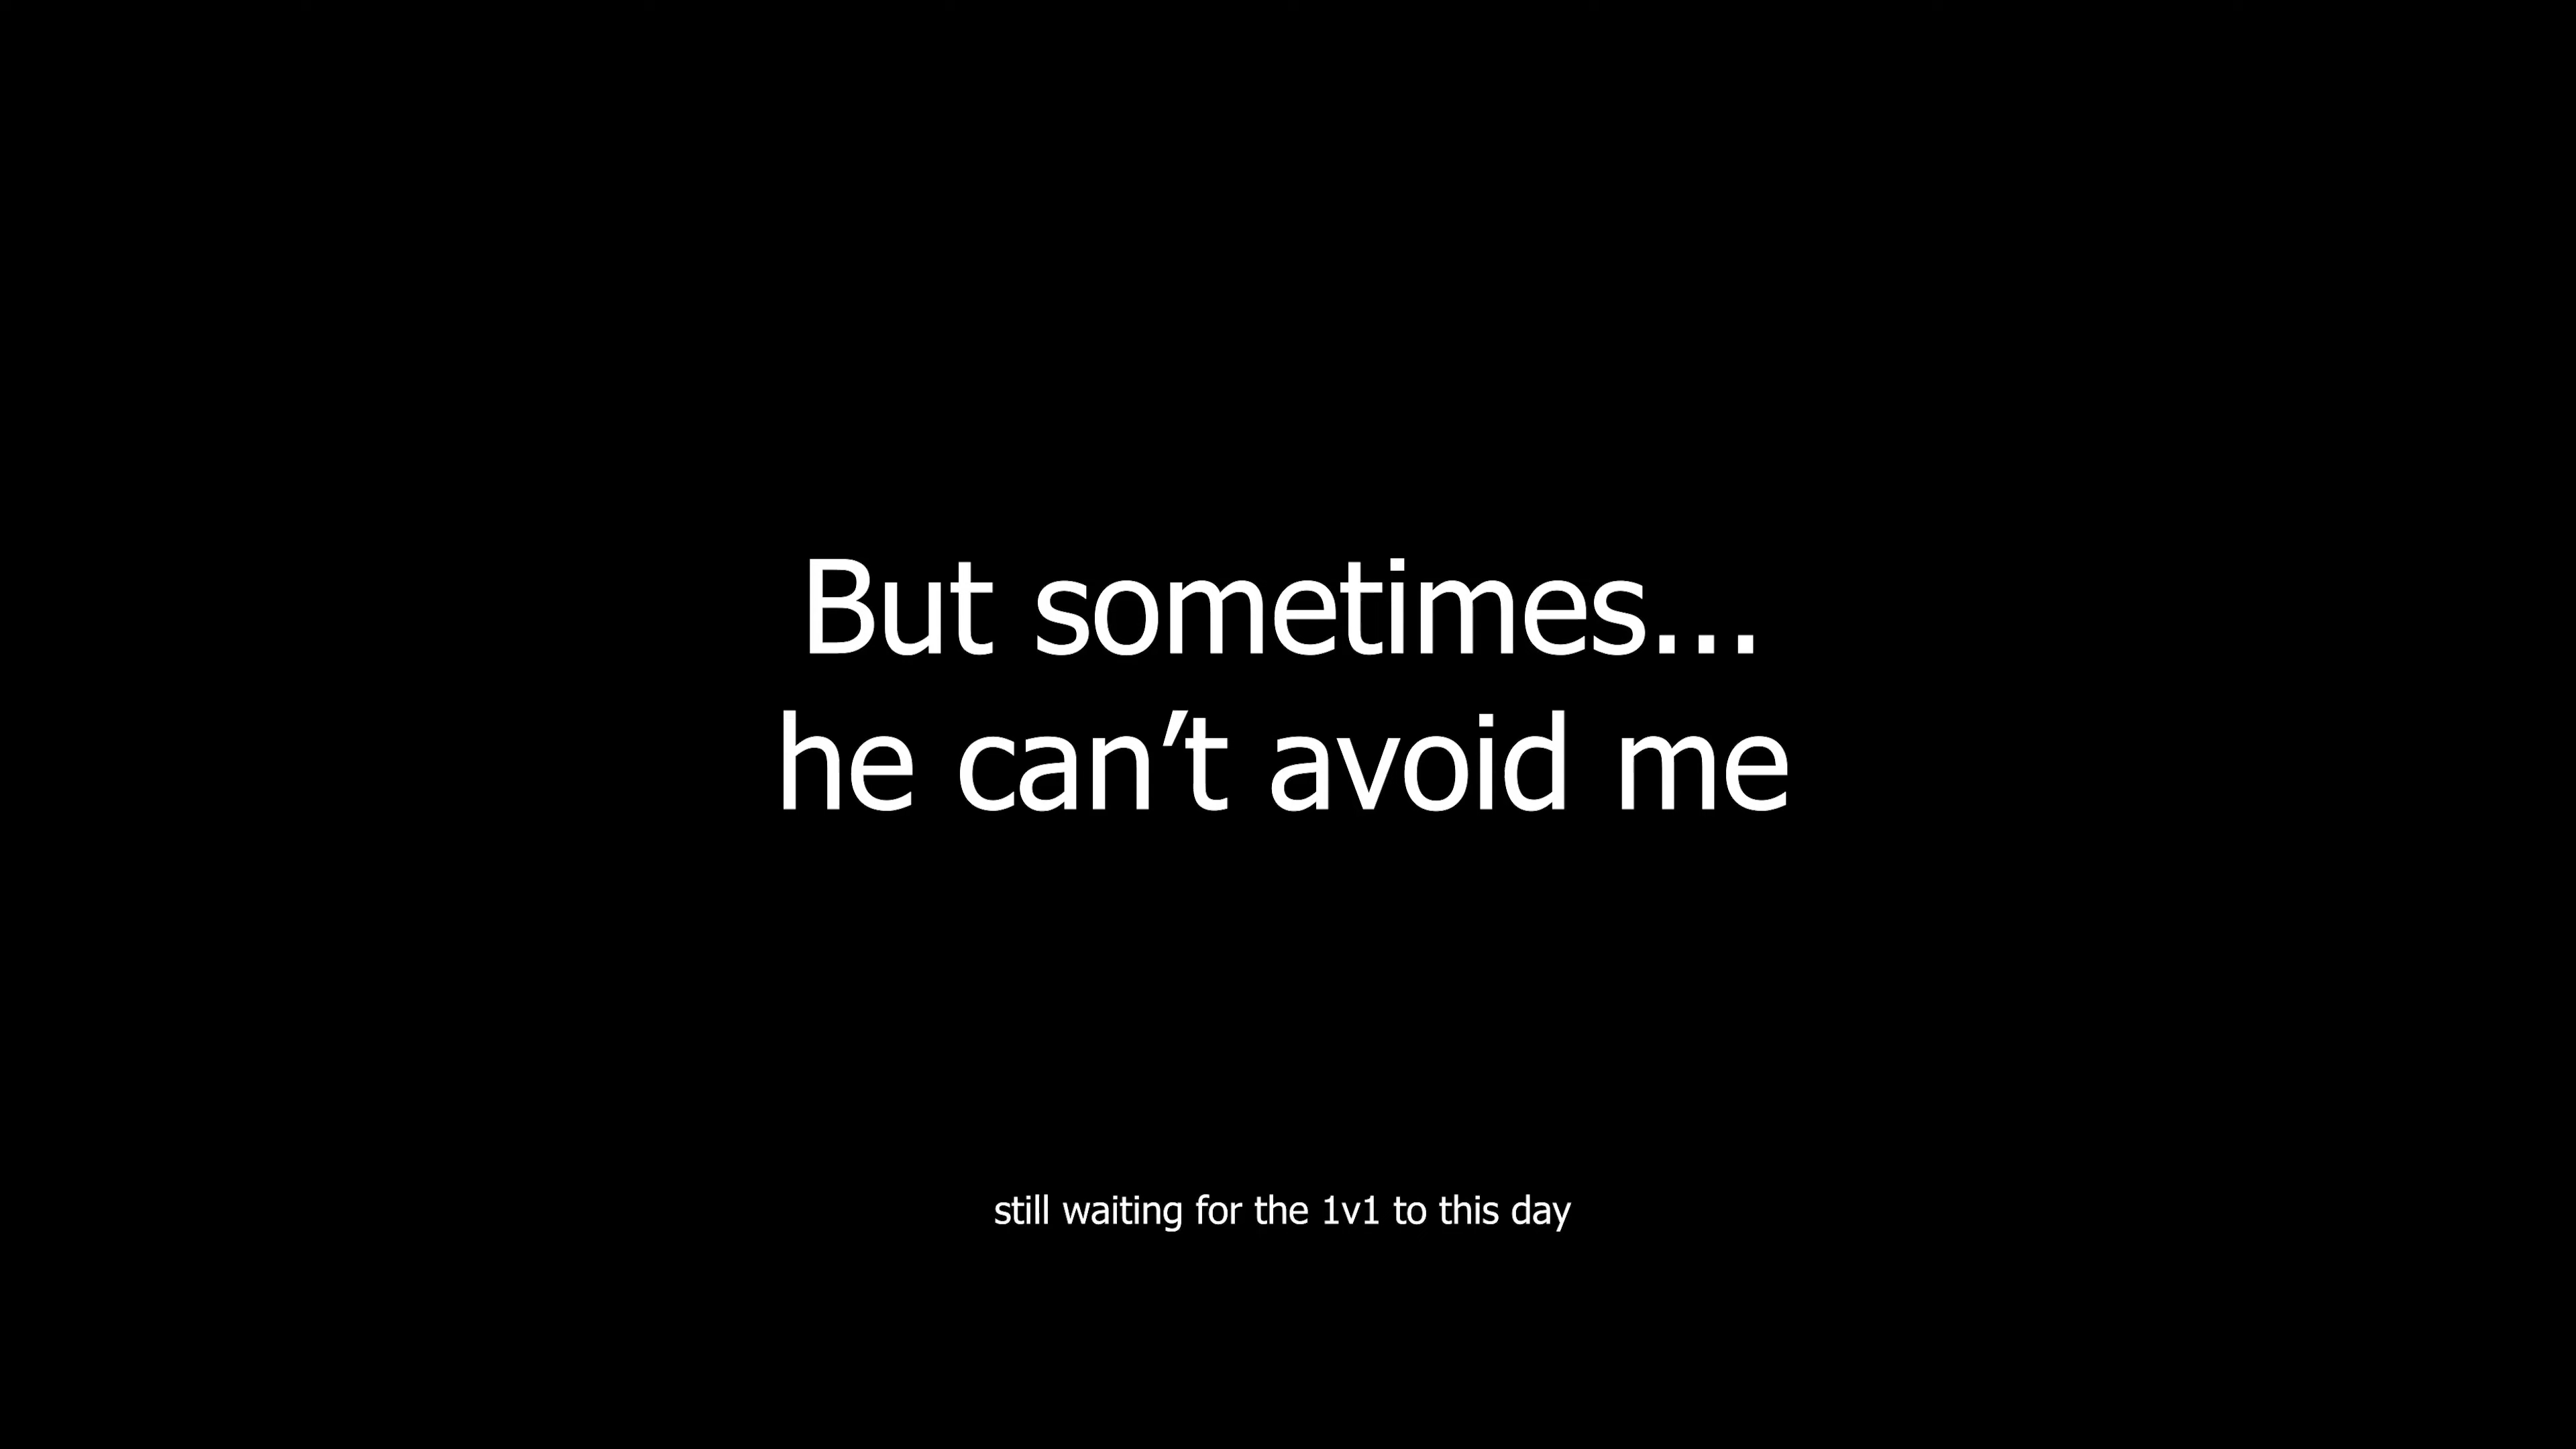 But sometimes...
he can’t avoid me
still waiting for the 1v1 to this day